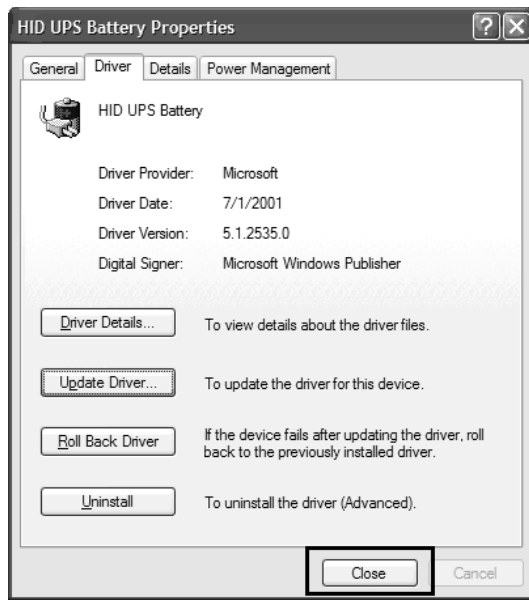 HID UPS Battery Properties
General Driver Details Power Management
HID UPS Battery
Driver Provider: Microsoft
Driver Date: 7/1/2001
Driver Version: 5.1.2535.0
Digital Signer: Microsoft Windows Publisher
Driver Details... To view details about the driver files.
Update Driver... To update the driver for this device.
Roll Back Driver If the device fails after updating the driver, roll
back to the previously installed driver.
Uninstall To uninstall the driver (Advanced).
Close Cancel